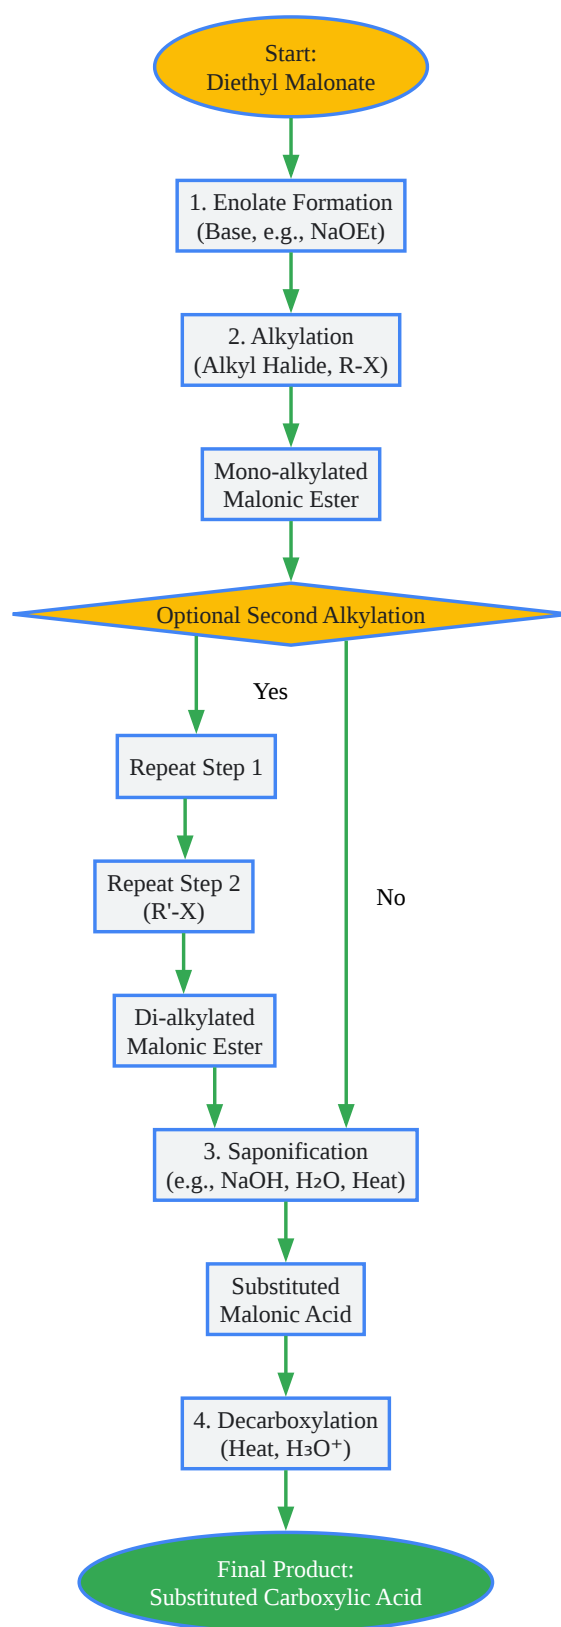 Start:
Diethyl Malonate
1. Enolate Formation
(Base, e.g., NaOEt)
2. Alkylation
(Alkyl Halide, R-X)
Mono-alkylated
Malonic Ester
Optional Second Alkylation
Yes
Repeat Step 1
Repeat Step 2
(R'-X)
No
Di-alkylated
Malonic Ester
3. Saponification
(e.g., NaOH, H₂O, Heat)
Substituted
Malonic Acid
4. Decarboxylation
(Heat, H₃O⁺)
Final Product:
Substituted Carboxylic Acid